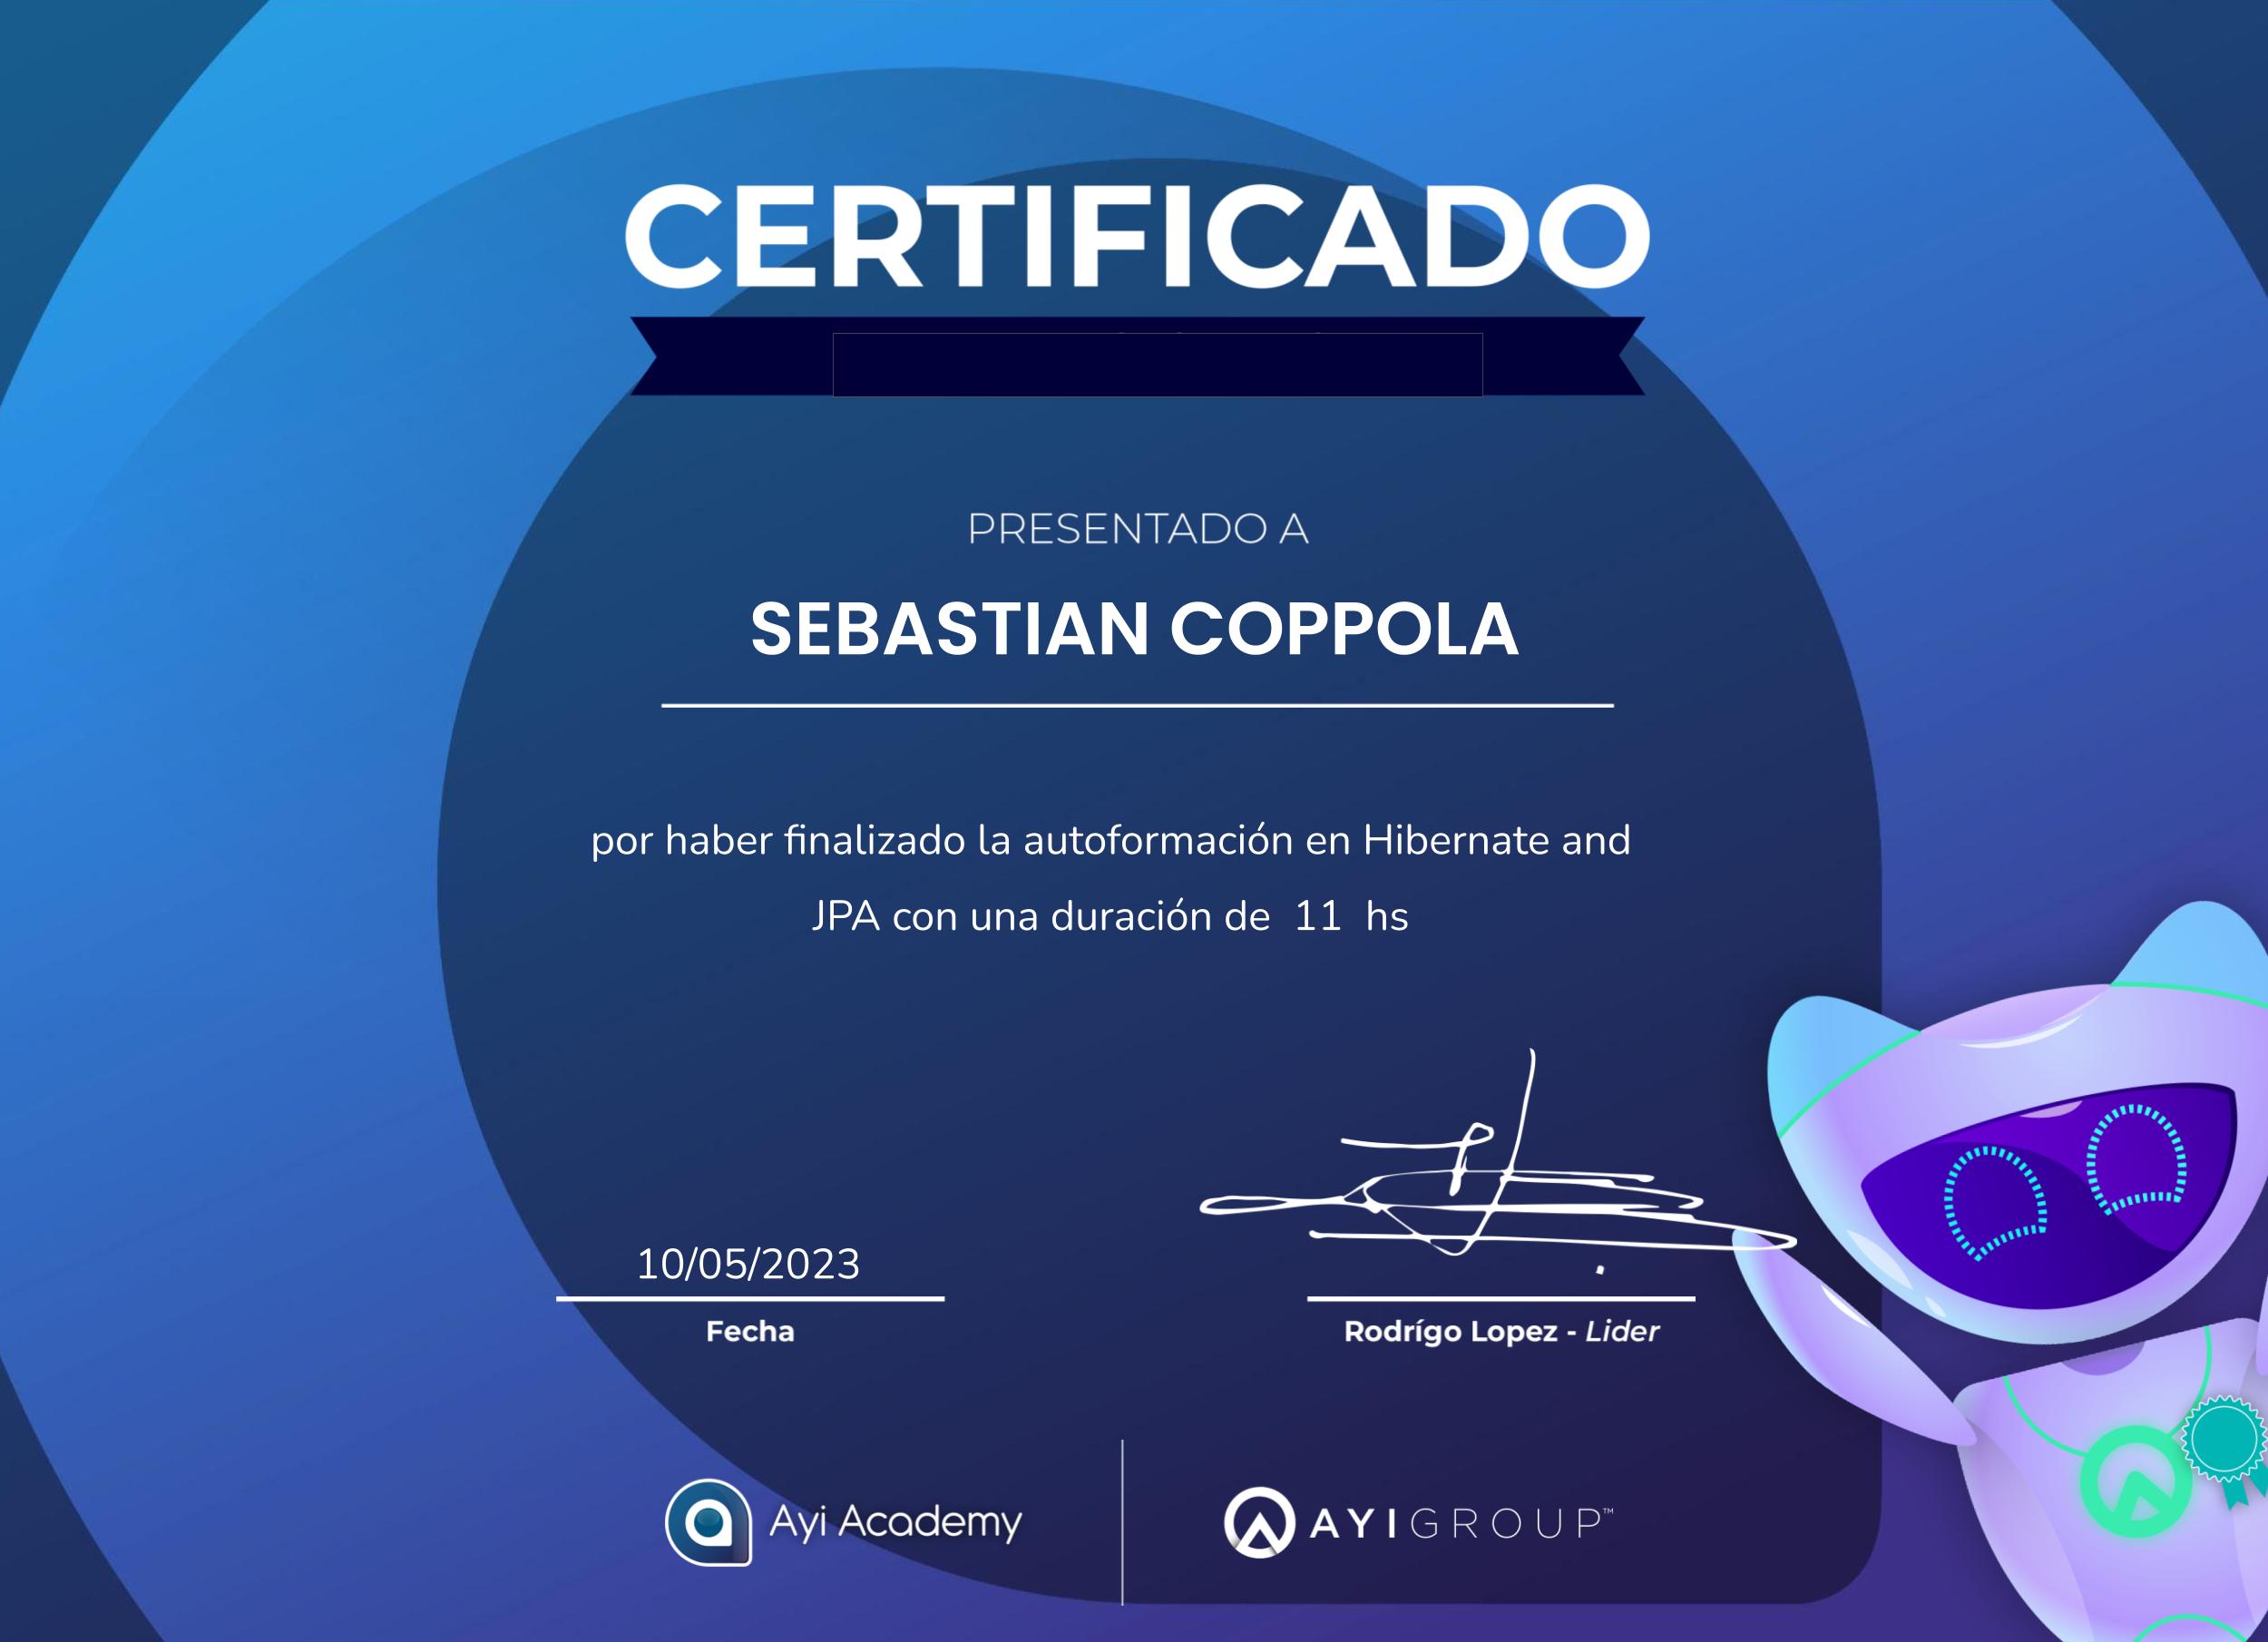 CERTIFICADO
PRESENTADO A
SEBASTIAN COPPOLA
por haber finalizado la autoformación en Hibernate and
JPA con una duración de 11 hs
10/05/2023
Fecha
Rodrígo Lopez - Lider
Ayi Academy
AYIGROUP™